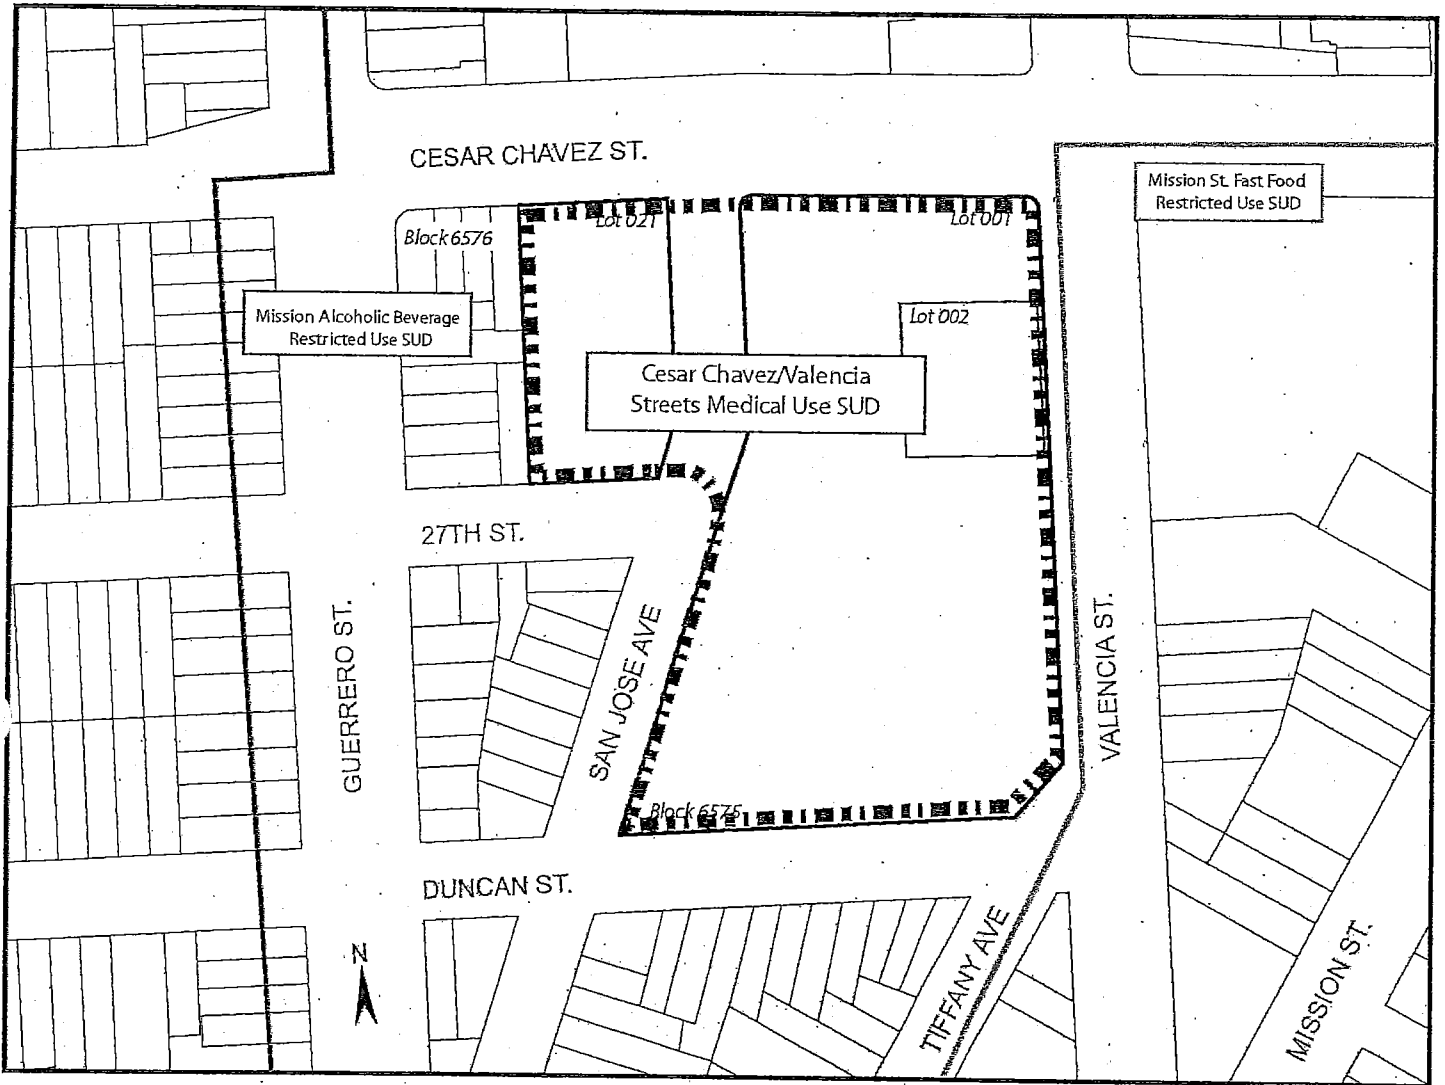 CESAR CHAVEZ ST.
Mission St. Fast Food
Restricted Use SUD
Lot 021
Lot 001
Block 6576
Mission Alcoholic Beverage
Restricted Use SUD
Lot 002
Cesar Chavez/Valencia
Streets Medical Use SUD
27TH ST.
GUERRERO ST.
SAN JOSE AVE
VALENCIA ST.
Block 6575
DUNCAN ST.
N
TIFFANY AVE
MISSION ST.